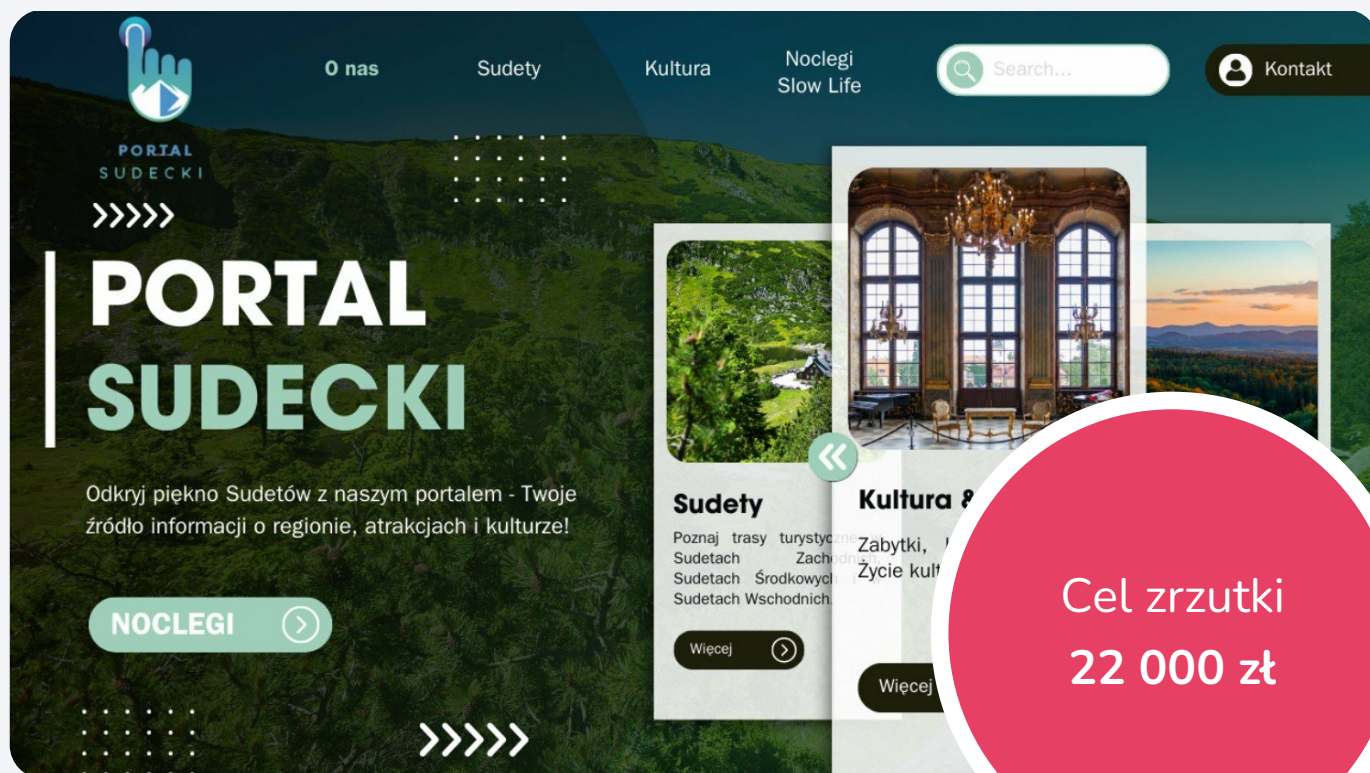 O nas
Sudety
Kultura
Noclegi
Slow Life
Search...
Kontakt
PORTAL
SUDECKI
PORTAL
SUDECKI
Odkryj piękno Sudetów z naszym portalem - Twoje
źródło informacji o regionie, atrakcjach i kulturze!
NOCLEGI
Sudety
Poznaj trasy turystyczne w
Sudetach Zachodnich,
Sudetach Środkowych i
Sudetach Wschodnich.
Więcej
Kultura &
Zabytki,
Życie kult
Więcej
Cel zrzutki
22 000 zł